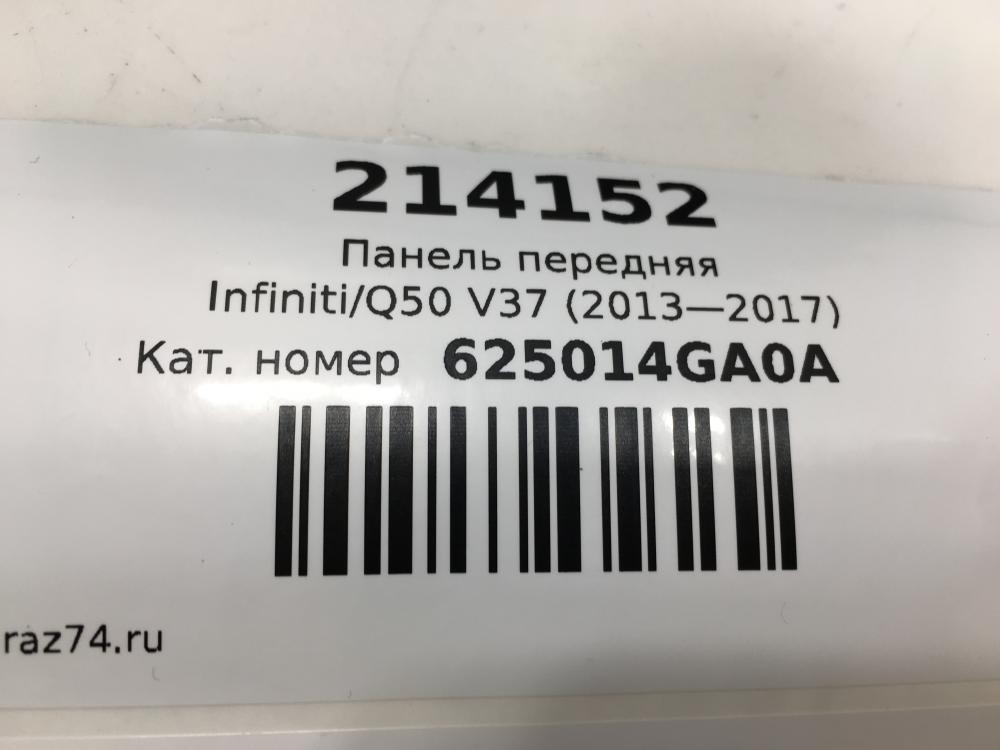 214152
Панель передняя
Infiniti/Q50 V37 (2013—2017)
Кат. номер 625014GA0A
raz74.ru